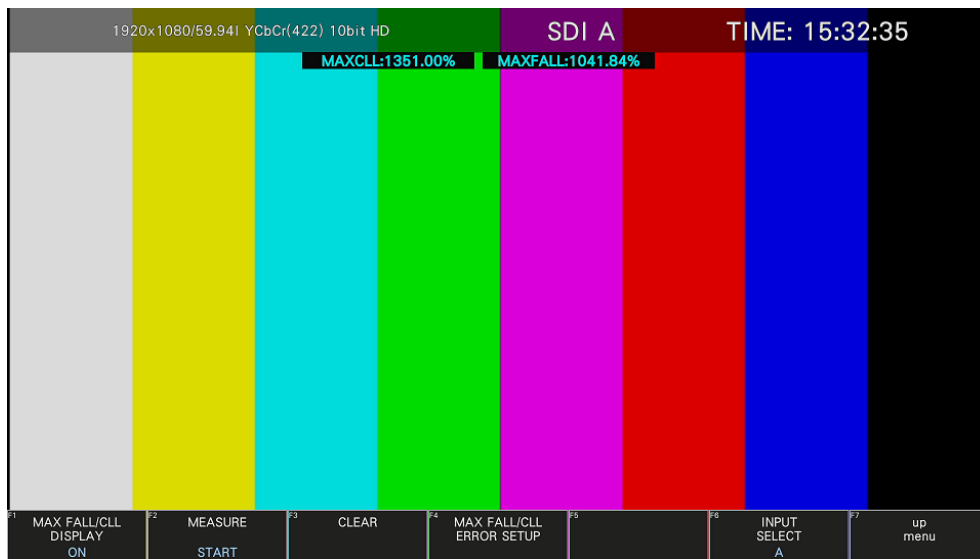 1920x1080/59.94I YCbCr(422) 10bit HD SDI A TIME: 15:32:35
MAXCLL:1351.00% MAXFALL:1041.84%
F1 MAX FALL/CLL
DISPLAY
ON
F2 MEASURE
START
F3 CLEAR
F4 MAX FALL/CLL
ERROR SETUP
F5
F6 INPUT
SELECT
A
F7 up
menu